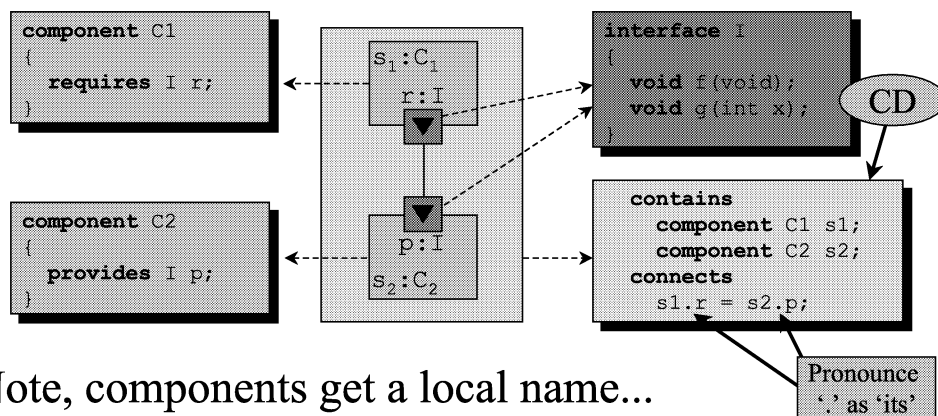 component C1
{
requires I r;
}
s1:C1
r:I
interface I
{
void f(void);
void g(int x);
}
CD
component C2
{
provides I p;
}
p:I
s2:C2
contains
component C1 s1;
component C2 s2;
connects
s1.r = s2.p;
components get a local name...
Pronounce
‘.’ as ‘its’